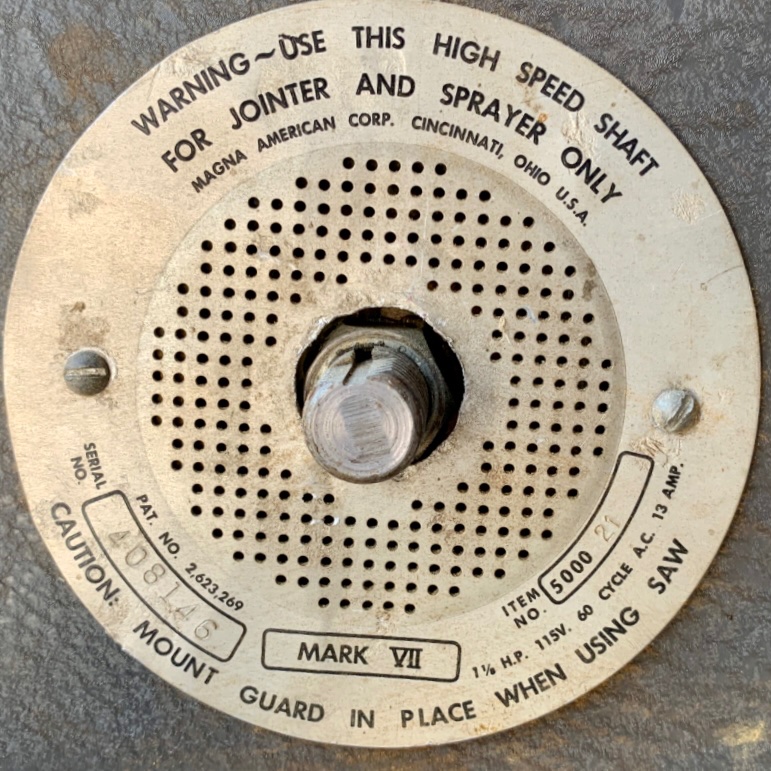 WARNING~USE THIS HIGH SPEED SHAFT
FOR JOINTER AND SPRAYER ONLY
MAGNA AMERICAN CORP. CINCINNATI, OHIO U.S.A.
SERIAL NO.
408146
PAT. NO. 2,623,269
MARK VII
ITEM NO.
5000 21
1⅛ H.P. 115V. 60 CYCLE A.C. 13 AMP.
CAUTION: MOUNT GUARD IN PLACE WHEN USING SAW